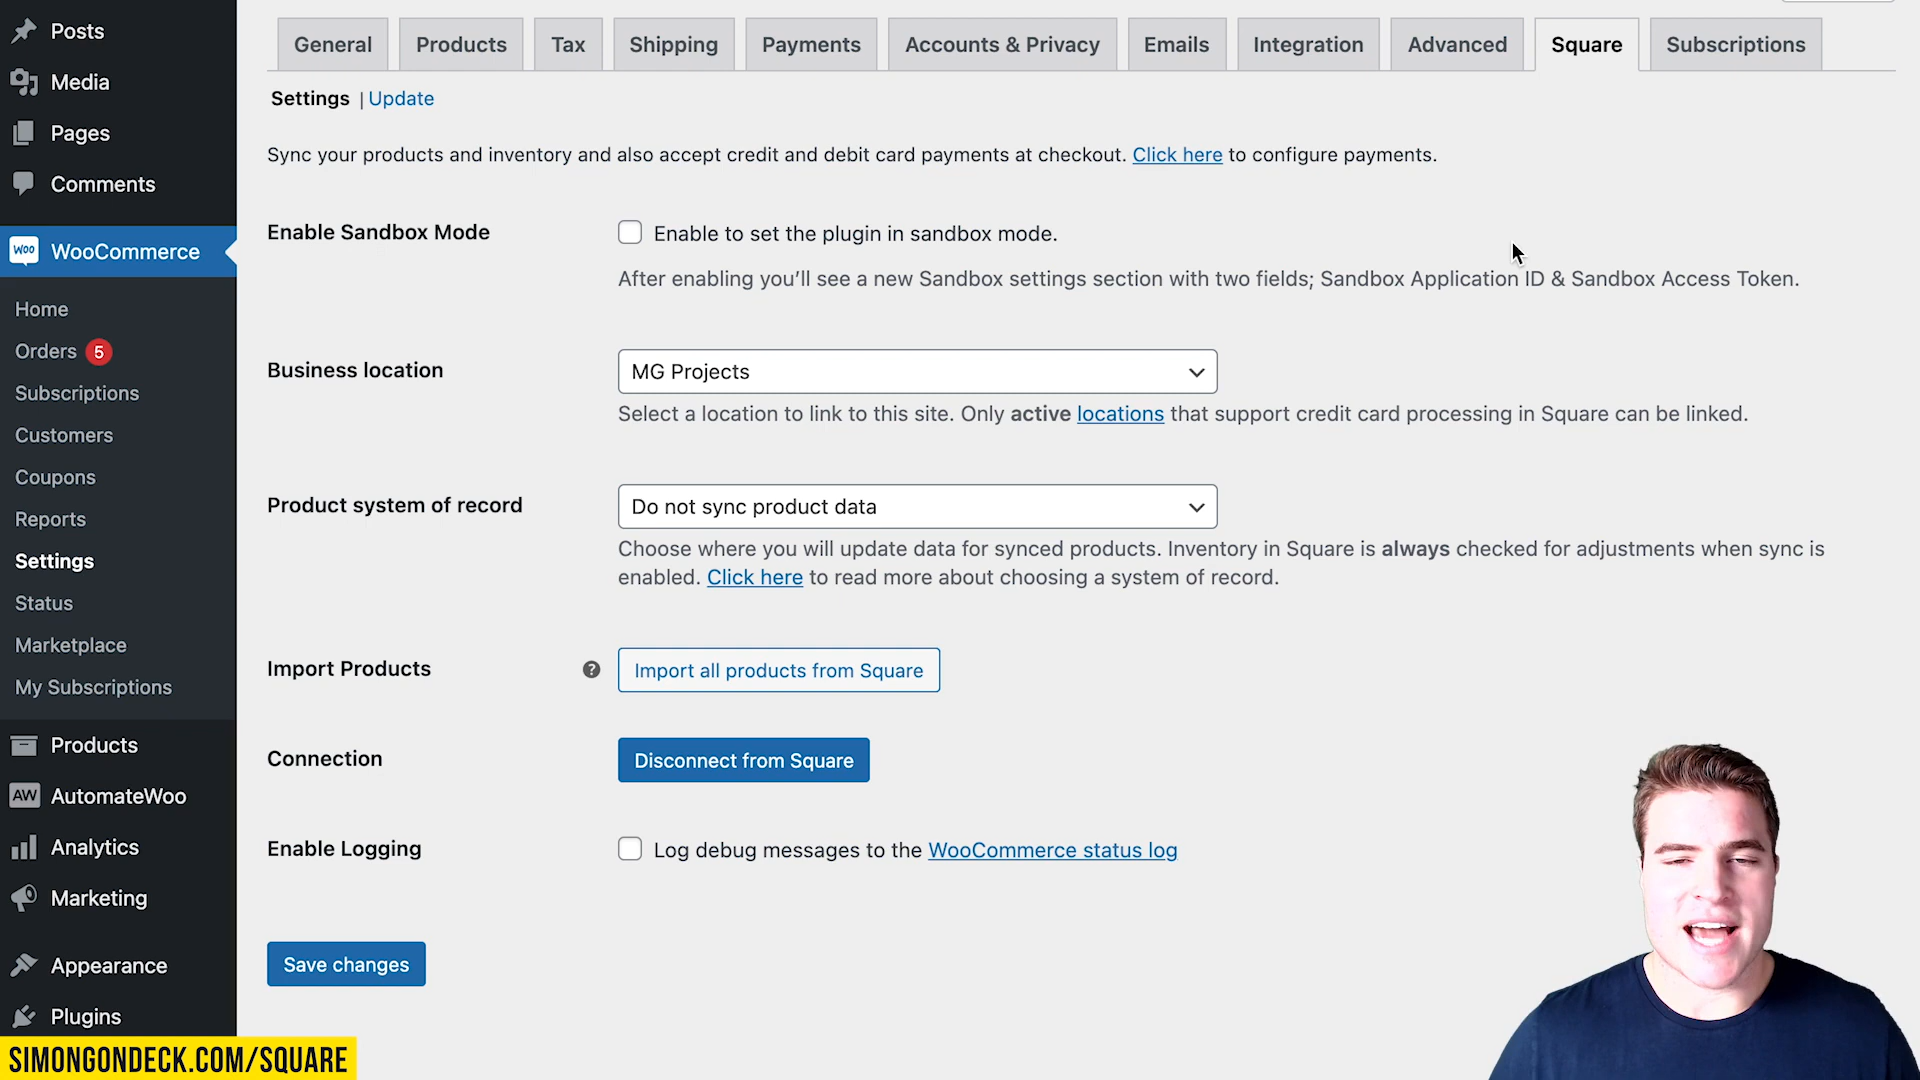 Posts
Media
Pages
Comments
WOO WooCommerce
Home
Orders 5
Subscriptions
Customers
Coupons
Reports
Settings
Status
Marketplace
My Subscriptions
Products
AW AutomateWoo
Analytics
Marketing
Appearance
Plugins
General Products Tax Shipping Payments Accounts & Privacy Emails Integration Advanced Square Subscriptions
Settings | Update
Sync your products and inventory and also accept credit and debit card payments at checkout. Click here to configure payments.
Enable Sandbox Mode
Enable to set the plugin in sandbox mode.
After enabling you’ll see a new Sandbox settings section with two fields; Sandbox Application ID & Sandbox Access Token.
Business location
MG Projects
Select a location to link to this site. Only active locations that support credit card processing in Square can be linked.
Product system of record
Do not sync product data
Choose where you will update data for synced products. Inventory in Square is always checked for adjustments when sync is
enabled. Click here to read more about choosing a system of record.
Import Products ? Import all products from Square
Connection Disconnect from Square
Enable Logging Log debug messages to the WooCommerce status log
Save changes
SIMONGONDECK.COM/SQUARE